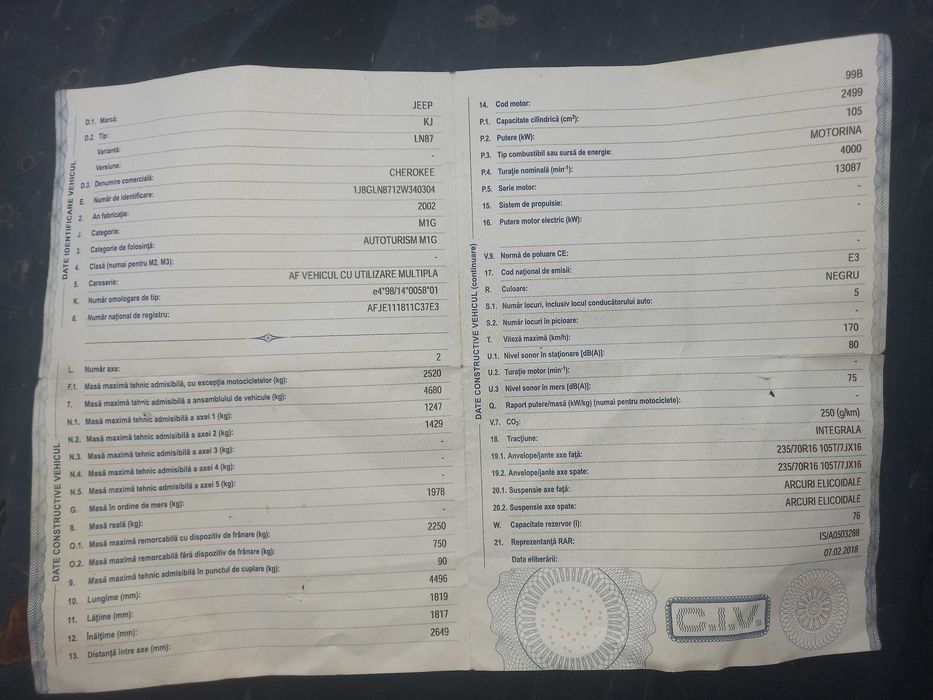 DATE IDENTIFICARE VEHICUL
D.1. Marcă: JEEP
D.2. Tip: KJ
Variantă: LN87
Versiune: -
D.3. Denumire comercială: CHEROKEE
E. Număr de identificare: 1J8GLN8712W340304
2. An fabricaţie: 2002
J. Categorie: M1G
3. Categorie de folosinţă: AUTOTURISM M1G
4. Clasă (numai pentru M2, M3): -
5. Caroserie: AF VEHICUL CU UTILIZARE MULTIPLA
K. Număr omologare de tip: e4*98/14*0058*01
6. Număr naţional de registru: AFJE111811C37E3
DATE CONSTRUCTIVE VEHICUL
L. Număr axe: 2
F.1. Masă maximă tehnic admisibilă, cu excepţia motocicletelor (kg): 2520
7. Masă maximă tehnic admisibilă a ansamblului de vehicule (kg): 4680
N.1. Masă maximă tehnic admisibilă a axei 1 (kg): 1247
N.2. Masă maximă tehnic admisibilă a axei 2 (kg): 1429
N.3. Masă maximă tehnic admisibilă a axei 3 (kg): -
N.4. Masă maximă tehnic admisibilă a axei 4 (kg): -
N.5. Masă maximă tehnic admisibilă a axei 5 (kg): -
G. Masă în ordine de mers (kg): 1978
8. Masă reală (kg): -
O.1. Masă maximă remorcabilă cu dispozitiv de frânare (kg): 2250
O.2. Masă maximă remorcabilă fără dispozitiv de frânare (kg): 750
9. Masă maximă tehnic admisibilă în punctul de cuplare (kg): 90
10. Lungime (mm): 4496
11. Lăţime (mm): 1819
12. Înălţime (mm): 1817
13. Distanţă între axe (mm): 2649
DATE CONSTRUCTIVE VEHICUL (continuare)
14. Cod motor: 99B
P.1. Capacitate cilindrică (cm³): 2499
P.2. Putere (kW): 105
P.3. Tip combustibil sau sursă de energie: MOTORINA
P.4. Turaţie nominală (min⁻¹): 4000
P.5. Serie motor: 13087
15. Sistem de propulsie: -
16. Putere motor electric (kW): -
V.9. Normă de poluare CE: -
17. Cod naţional de emisii: E3
R. Culoare: NEGRU
S.1. Număr locuri, inclusiv locul conducătorului auto: 5
S.2. Număr locuri în picioare: -
T. Viteză maximă (km/h): 170
U.1. Nivel sonor în staţionare [dB(A)]: 80
U.2. Turaţie motor (min⁻¹): -
U.3 Nivel sonor în mers [dB(A)]: 75
Q. Raport putere/masă (kW/kg) (numai pentru motociclete): -
V.7. CO₂: 250 (g/km)
18. Tracţiune: INTEGRALA
19.1. Anvelope/jante axe faţă: 235/70R16 105T/7JX16
19.2. Anvelope/jante axe spate: 235/70R16 105T/7JX16
20.1. Suspensie axe faţă: ARCURI ELICOIDALE
20.2. Suspensie axe spate: ARCURI ELICOIDALE
W. Capacitate rezervor (l): 76
21. Reprezentanţă RAR: IS/A0503288
Data eliberării: 07.02.2018
C.I.V.